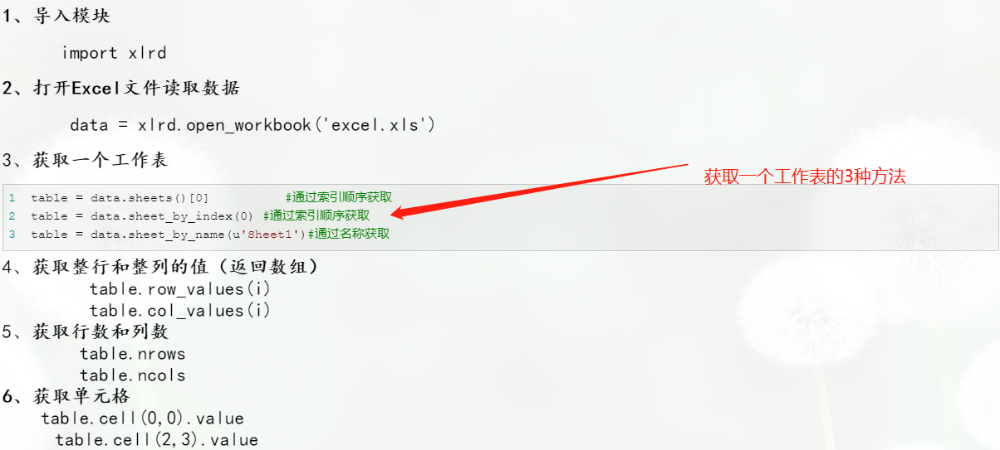 1、导入模块
import xlrd
2、打开Excel文件读取数据
data = xlrd.open_workbook('excel.xls')
3、获取一个工作表
获取一个工作表的3种方法
1 table = data.sheets()[0] #通过索引顺序获取
2 table = data.sheet_by_index(0) #通过索引顺序获取
3 table = data.sheet_by_name(u'Sheet1')#通过名称获取
4、获取整行和整列的值（返回数组）
table.row_values(i)
table.col_values(i)
5、获取行数和列数
table.nrows
table.ncols
6、获取单元格
table.cell(0,0).value
table.cell(2,3).value